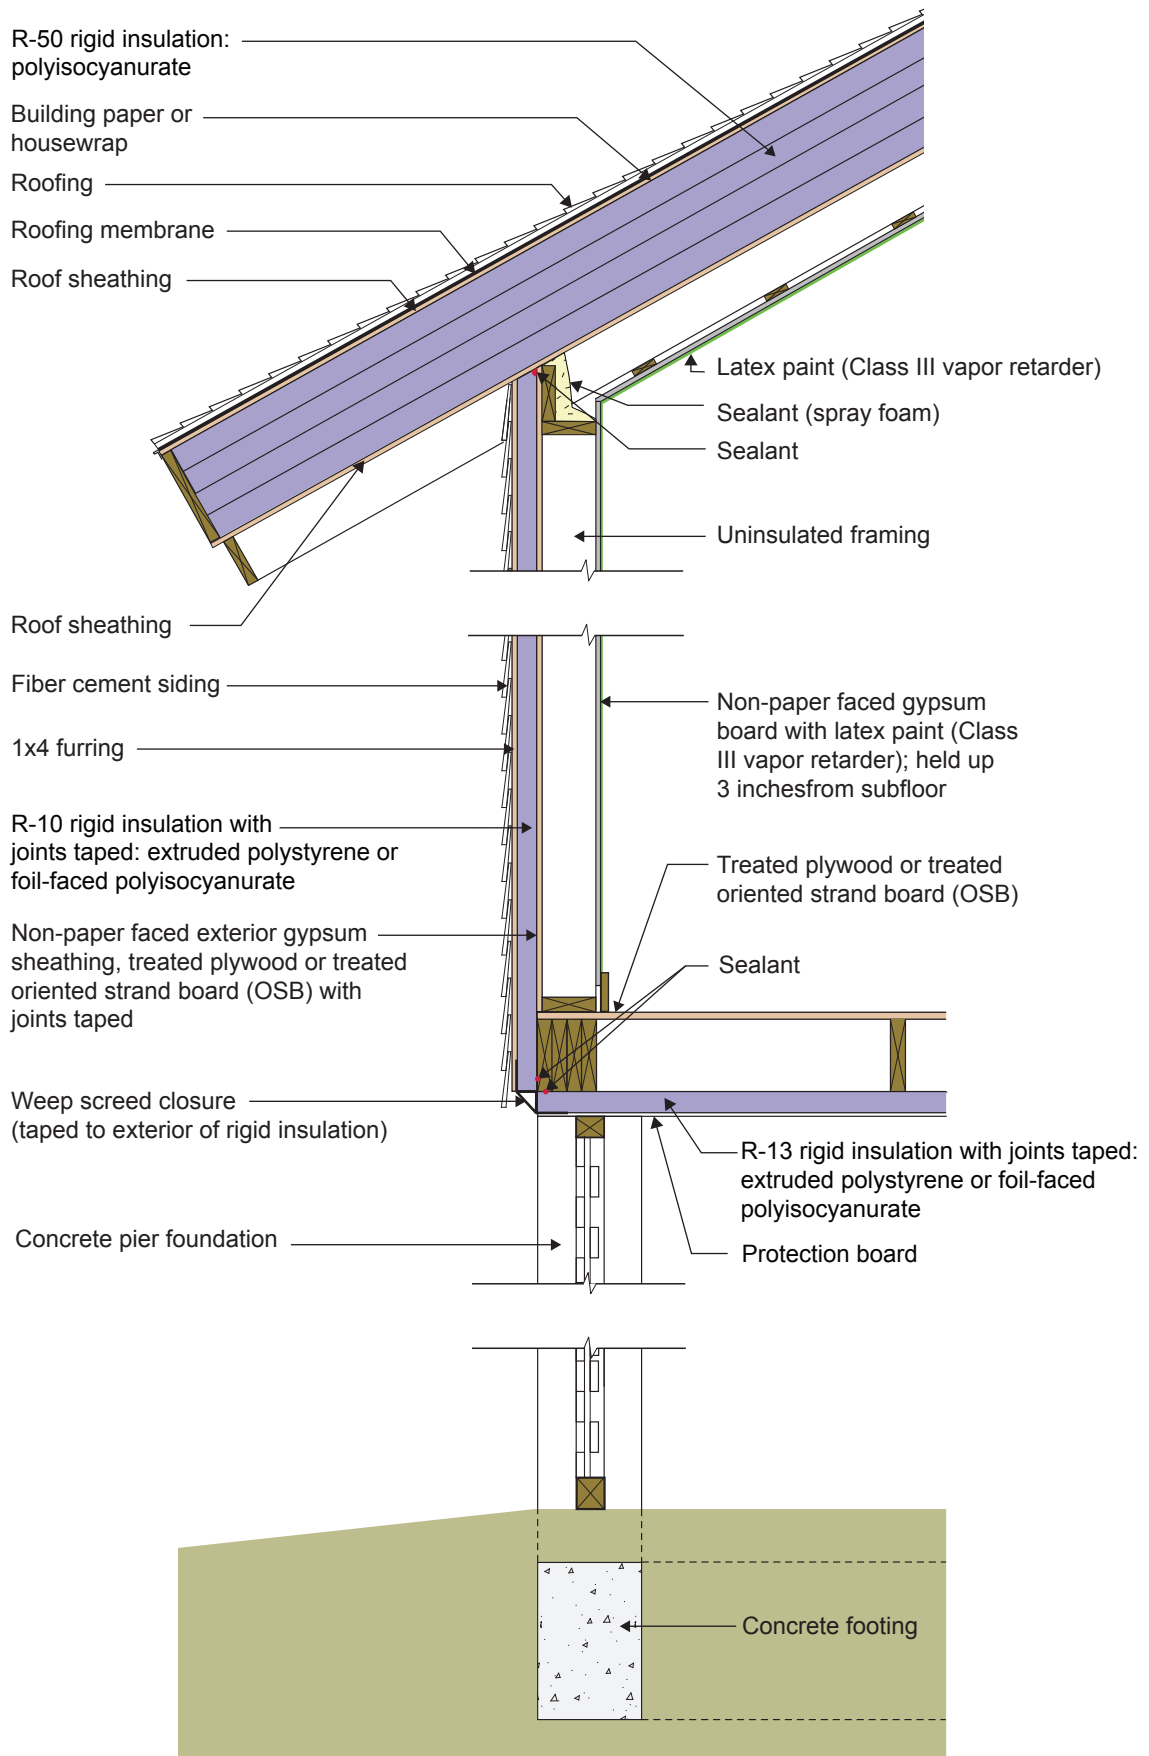 R-50 rigid insulation:
polyisocyanurate
Building paper or
housewrap
Roofing
Roofing membrane
Roof sheathing
Latex paint (Class III vapor retarder)
Sealant (spray foam)
Sealant
Uninsulated framing
Roof sheathing
Fiber cement siding
1x4 furring
Non-paper faced gypsum
board with latex paint (Class
III vapor retarder); held up
3 inchesfrom subfloor
R-10 rigid insulation with
joints taped: extruded polystyrene or
foil-faced polyisocyanurate
Treated plywood or treated
oriented strand board (OSB)
Non-paper faced exterior gypsum
sheathing, treated plywood or treated
oriented strand board (OSB) with
joints taped
Sealant
Weep screed closure
(taped to exterior of rigid insulation)
R-13 rigid insulation with joints taped:
extruded polystyrene or foil-faced
polyisocyanurate
Concrete pier foundation
Protection board
Concrete footing